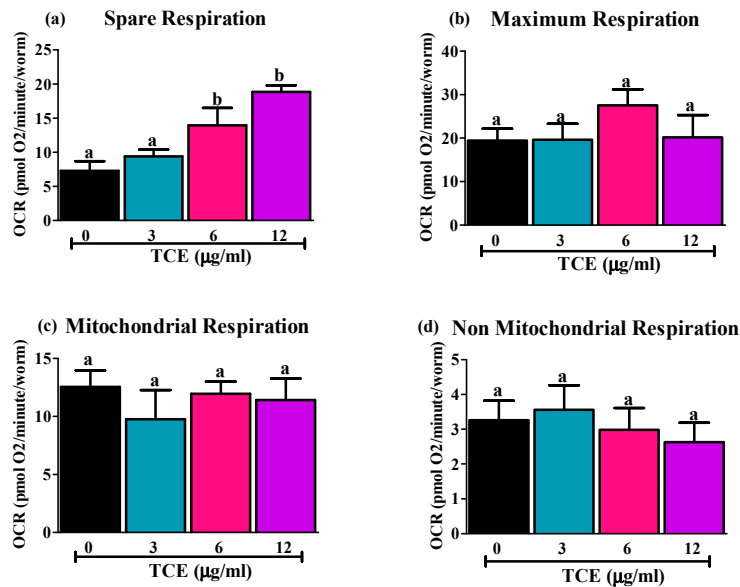 (a) Spare Respiration
OCR (pmol O2/minute/worm)
25
20
15
10
5
0
a
a
b
b
0 3 6 12
TCE (μg/ml)
(b) Maximum Respiration
OCR (pmol O2/minute/worm)
40
30
20
10
0
a
a
a
a
0 3 6 12
TCE (μg/ml)
(c) Mitochondrial Respiration
OCR (pmol O2/minute/worm)
15
10
5
0
a
a
a
a
0 3 6 12
TCE (μg/ml)
(d) Non Mitochondrial Respiration
OCR (pmol O2/minute/worm)
5
4
3
2
1
0
a
a
a
a
0 3 6 12
TCE (μg/ml)